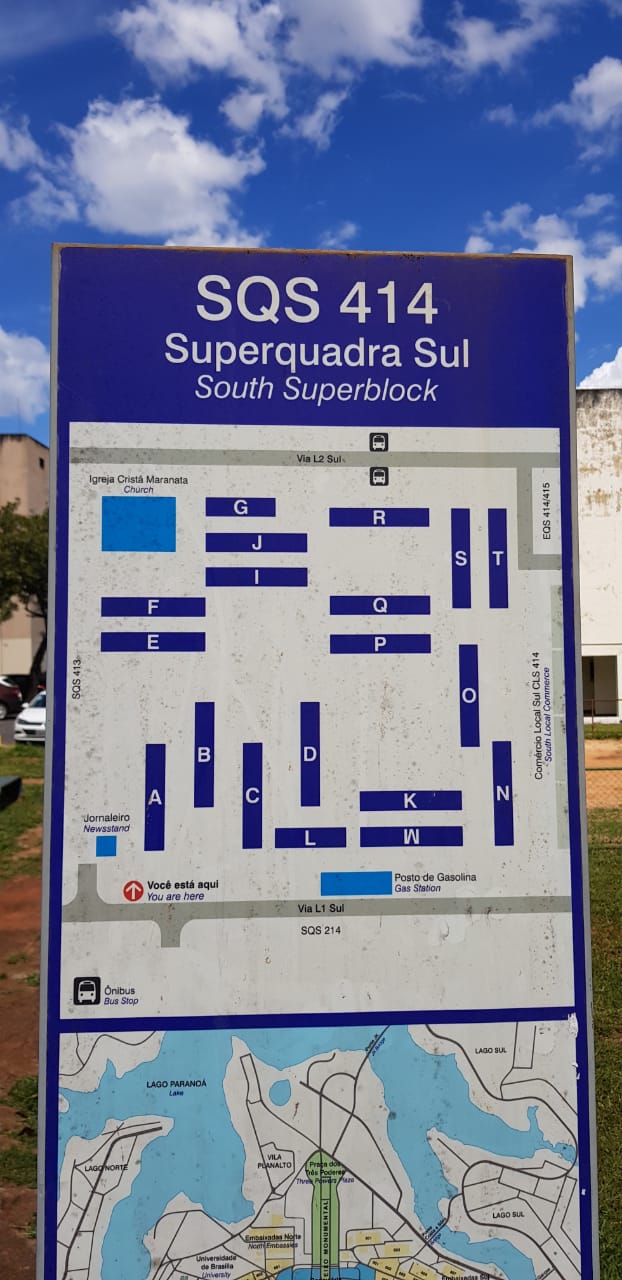 SQS 414
Superquadra Sul
South Superblock
Via L2 Sul
Igreja Cristã Maranata
Church
EQS 414/415
G
R
J
S
T
I
F
Q
E
P
SQS 413
O
Comércio Local Sul CLS 414
South Local Commerce
B
D
A
C
N
K
L
M
Jornaleiro
Newsstand
Você está aqui
You are here
Posto de Gasolina
Gas Station
Via L1 Sul
SQS 214
Ônibus
Bus Stop
LAGO PARANOÁ
Lake
LAGO SUL
LAGO NORTE
VILA
PLANALTO
Praça dos
Três Poderes
Three Powers Plaza
LAGO SUL
MONUMENTAL
Embaixadas Norte
North Embassies
Universidade
de Brasília
University
Embaixadas Sul